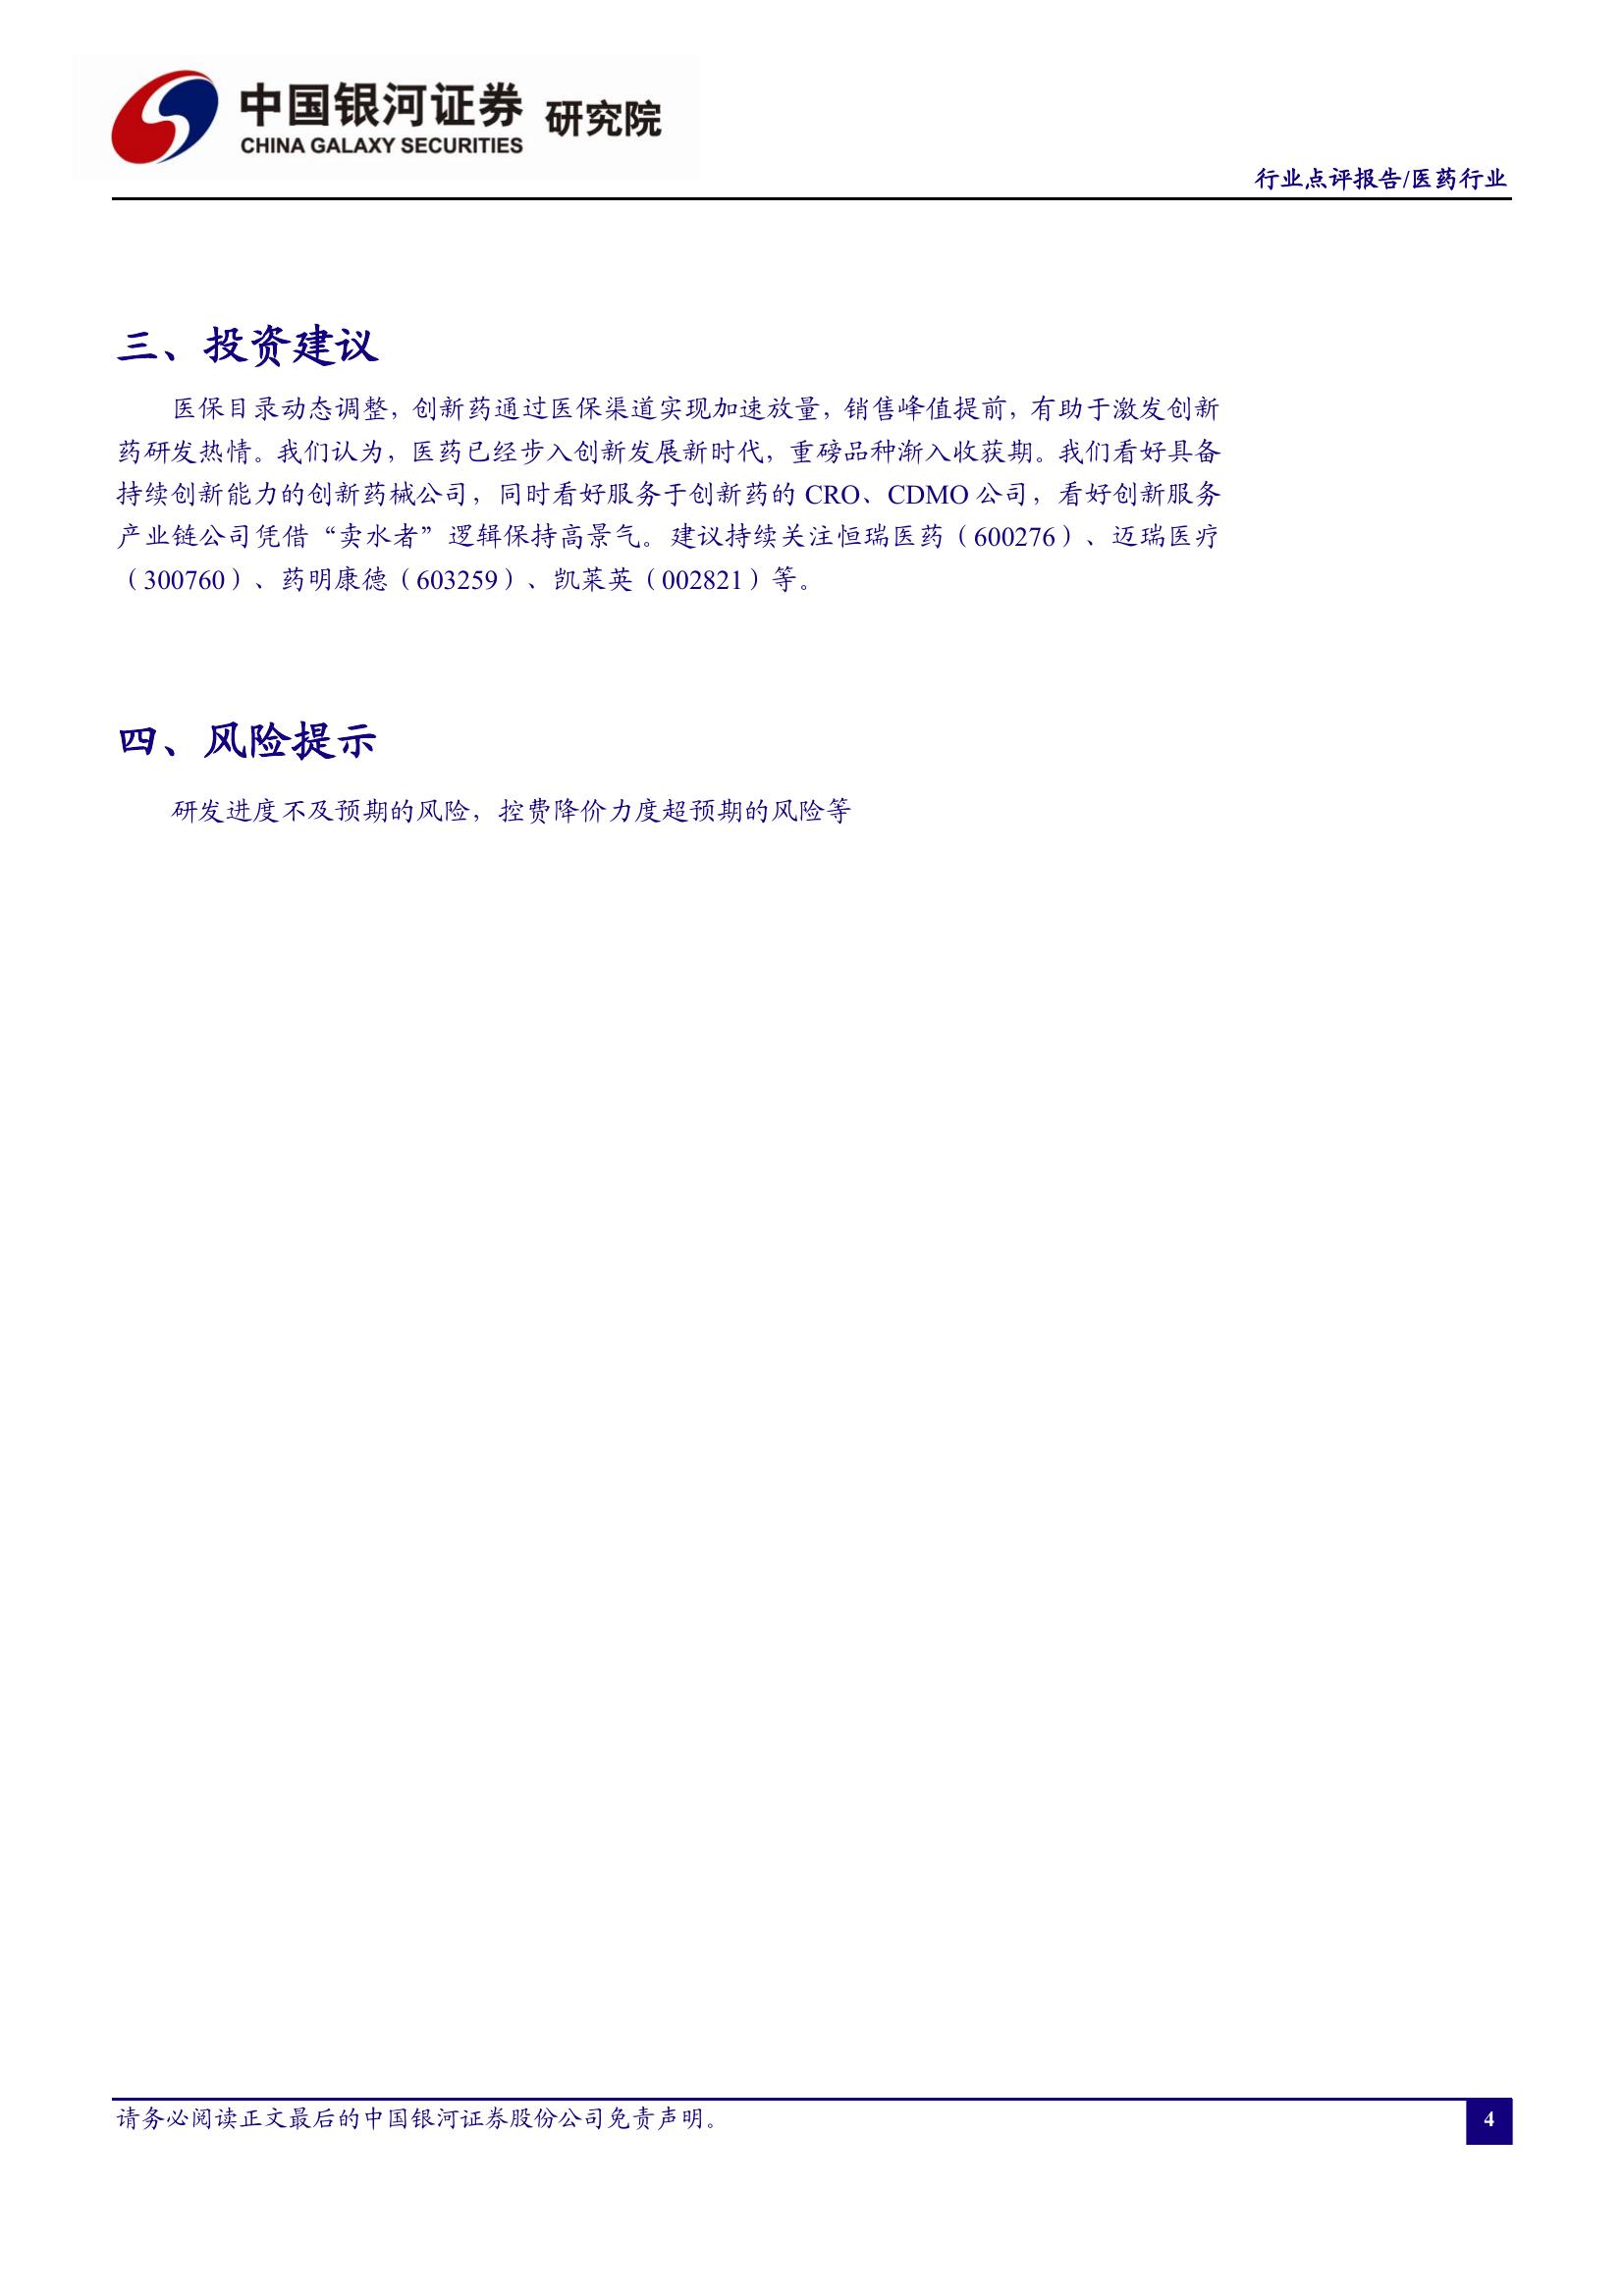 中国银河证券 研究院
CHINA GALAXY SECURITIES
行业点评报告/医药行业
三、投资建议
医保目录动态调整，创新药通过医保渠道实现加速放量，销售峰值提前，有助于激发创新
药研发热情。我们认为，医药已经步入创新发展新时代，重磅品种渐入收获期。我们看好具备
持续创新能力的创新药械公司，同时看好服务于创新药的 CRO、CDMO 公司，看好创新服务
产业链公司凭借“卖水者”逻辑保持高景气。建议持续关注恒瑞医药（600276）、迈瑞医疗
（300760）、药明康德（603259）、凯莱英（002821）等。
四、风险提示
研发进度不及预期的风险，控费降价力度超预期的风险等
请务必阅读正文最后的中国银河证券股份公司免责声明。
4